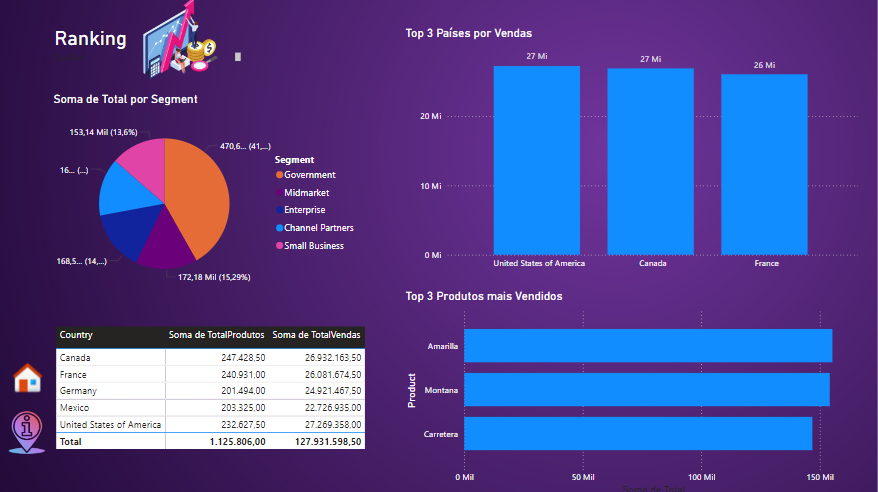 Ranking
Soma de Total por Segment
153,14 Mil (13,6%)
470,6... (41,...)
16... (...)
168,5... (14,...)
172,18 Mil (15,29%)
Segment
Government
Midmarket
Enterprise
Channel Partners
Small Business
Country Soma de TotalProdutos Soma de TotalVendas
Canada 247.428,50 26.932.163,50
France 240.931,00 26.081.674,50
Germany 201.494,00 24.921.467,50
Mexico 203.325,00 22.726.935,00
United States of America 232.627,50 27.269.358,00
Total 1.125.806,00 127.931.598,50
Top 3 Países por Vendas
27 Mi
27 Mi
26 Mi
20 Mi
10 Mi
0 Mi
United States of America
Canada
France
Top 3 Produtos mais Vendidos
Product
Amarilla
Montana
Carretera
0 Mil
50 Mil
100 Mil
150 Mil
Soma de Total